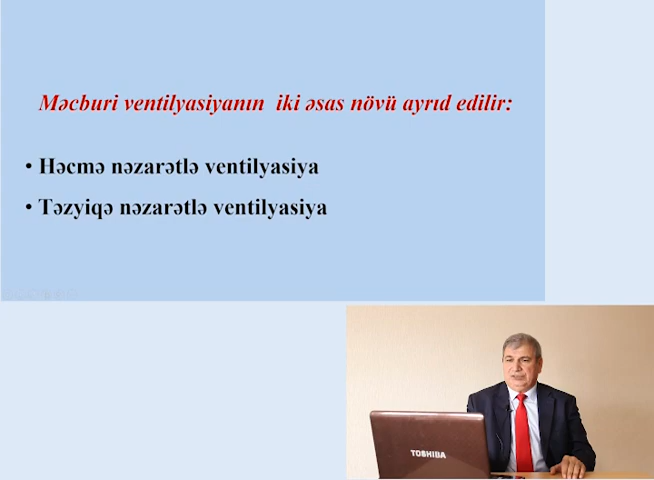 Məcburi ventilyasiyanın iki əsas növü ayrıd edilir:
• Həcmə nəzarətlə ventilyasiya
• Təzyiqə nəzarətlə ventilyasiya
TOSHIBA